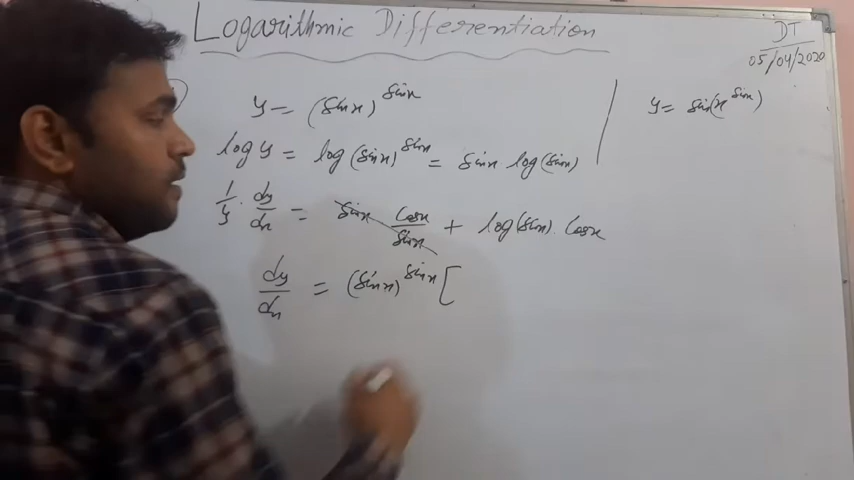 Logarithmic Differentiation
DT
05/04/2020
y = (sinx)^sinx
y = sin(x^sinx)
log y = log(sinx)^sinx = sinx log(sinx)
1/y · dy/dx = sinx cosx/sinx + log(sinx) · cosx
dy/dx = (sinx)^sinx [